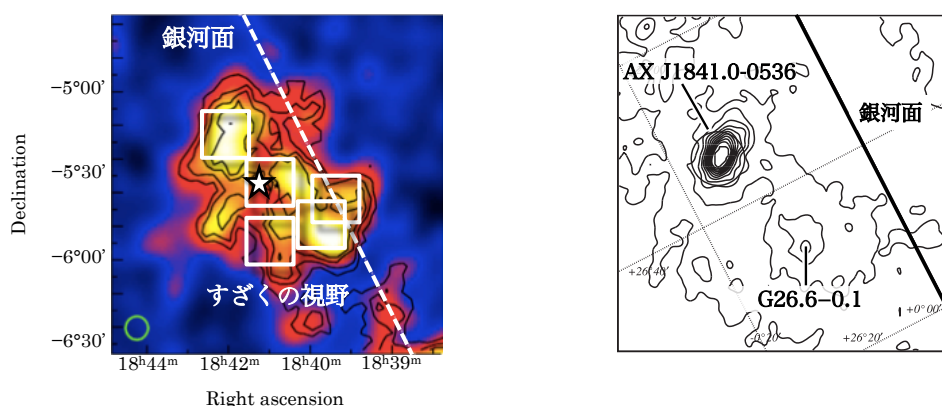 銀河面
−5°00′
−5°30′
−6°00′
−6°30′
Declination
すざくの視野
18ʰ44ᵐ
18ʰ42ᵐ
18ʰ40ᵐ
18ʰ39ᵐ
Right ascension
AX J1841.0-0536
銀河面
+26°40'
G26.6−0.1
+0°00'
-0°20'
+26°20'